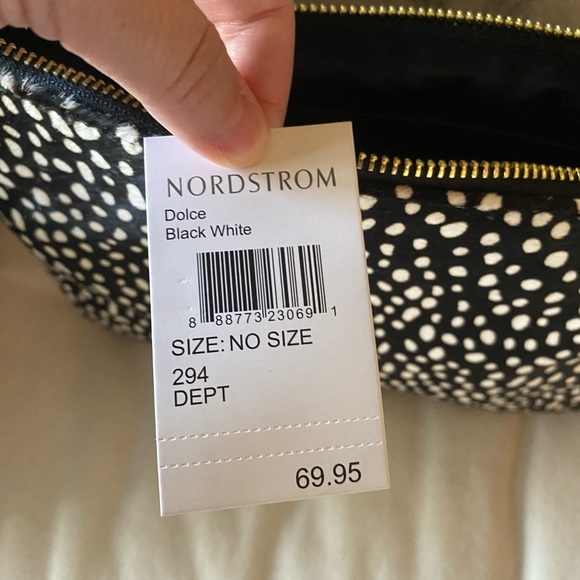 NORDSTROM
Dolce
Black White
8 88773 23069 1
SIZE: NO SIZE
294
DEPT
69.95